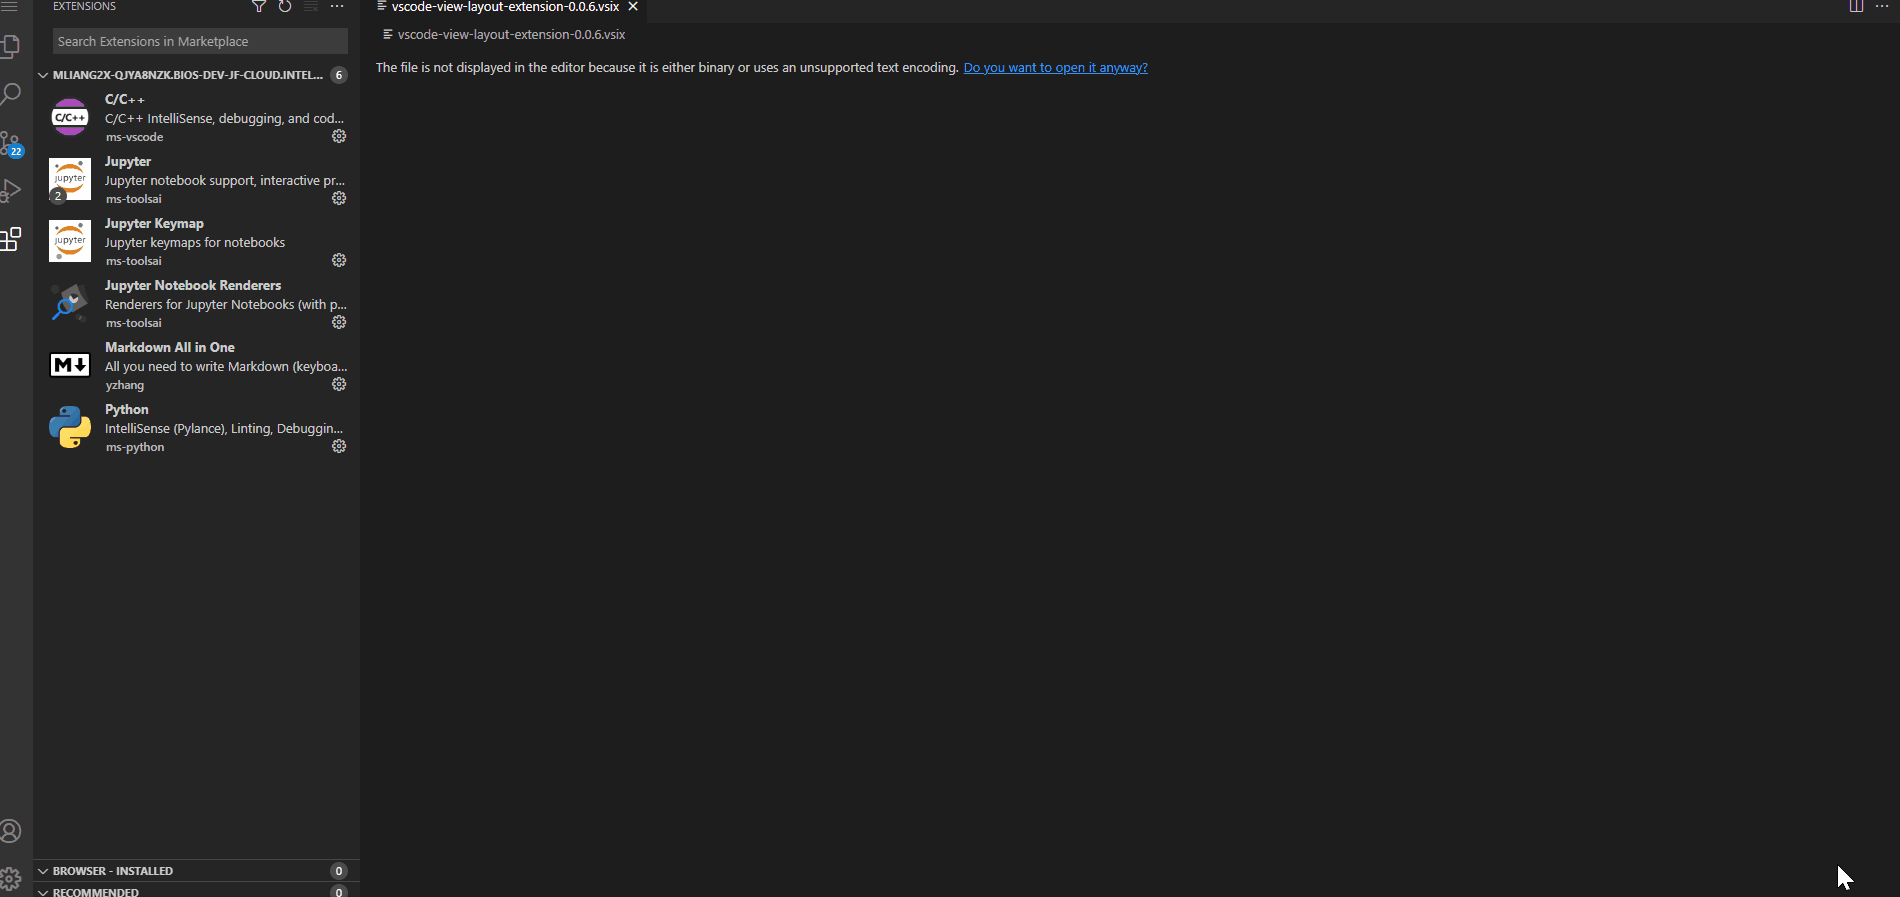 EXTENSIONS
vscode-view-layout-extension-0.0.6.vsix
Search Extensions in Marketplace
vscode-view-layout-extension-0.0.6.vsix
The file is not displayed in the editor because it is either binary or uses an unsupported text encoding. Do you want to open it anyway?
MLIANG2X-QJYA8NZK.BIOS-DEV-JF-CLOUD.INTEL... 6
C/C++
C/C++
C/C++ IntelliSense, debugging, and cod...
ms-vscode
22
Jupyter
jupyter
Jupyter notebook support, interactive pr...
2
ms-toolsai
Jupyter Keymap
jupyter
Jupyter keymaps for notebooks
ms-toolsai
Jupyter Notebook Renderers
Renderers for Jupyter Notebooks (with p...
ms-toolsai
Markdown All in One
M
All you need to write Markdown (keyboa...
yzhang
Python
IntelliSense (Pylance), Linting, Debuggin...
ms-python
BROWSER - INSTALLED 0
RECOMMENDED 0